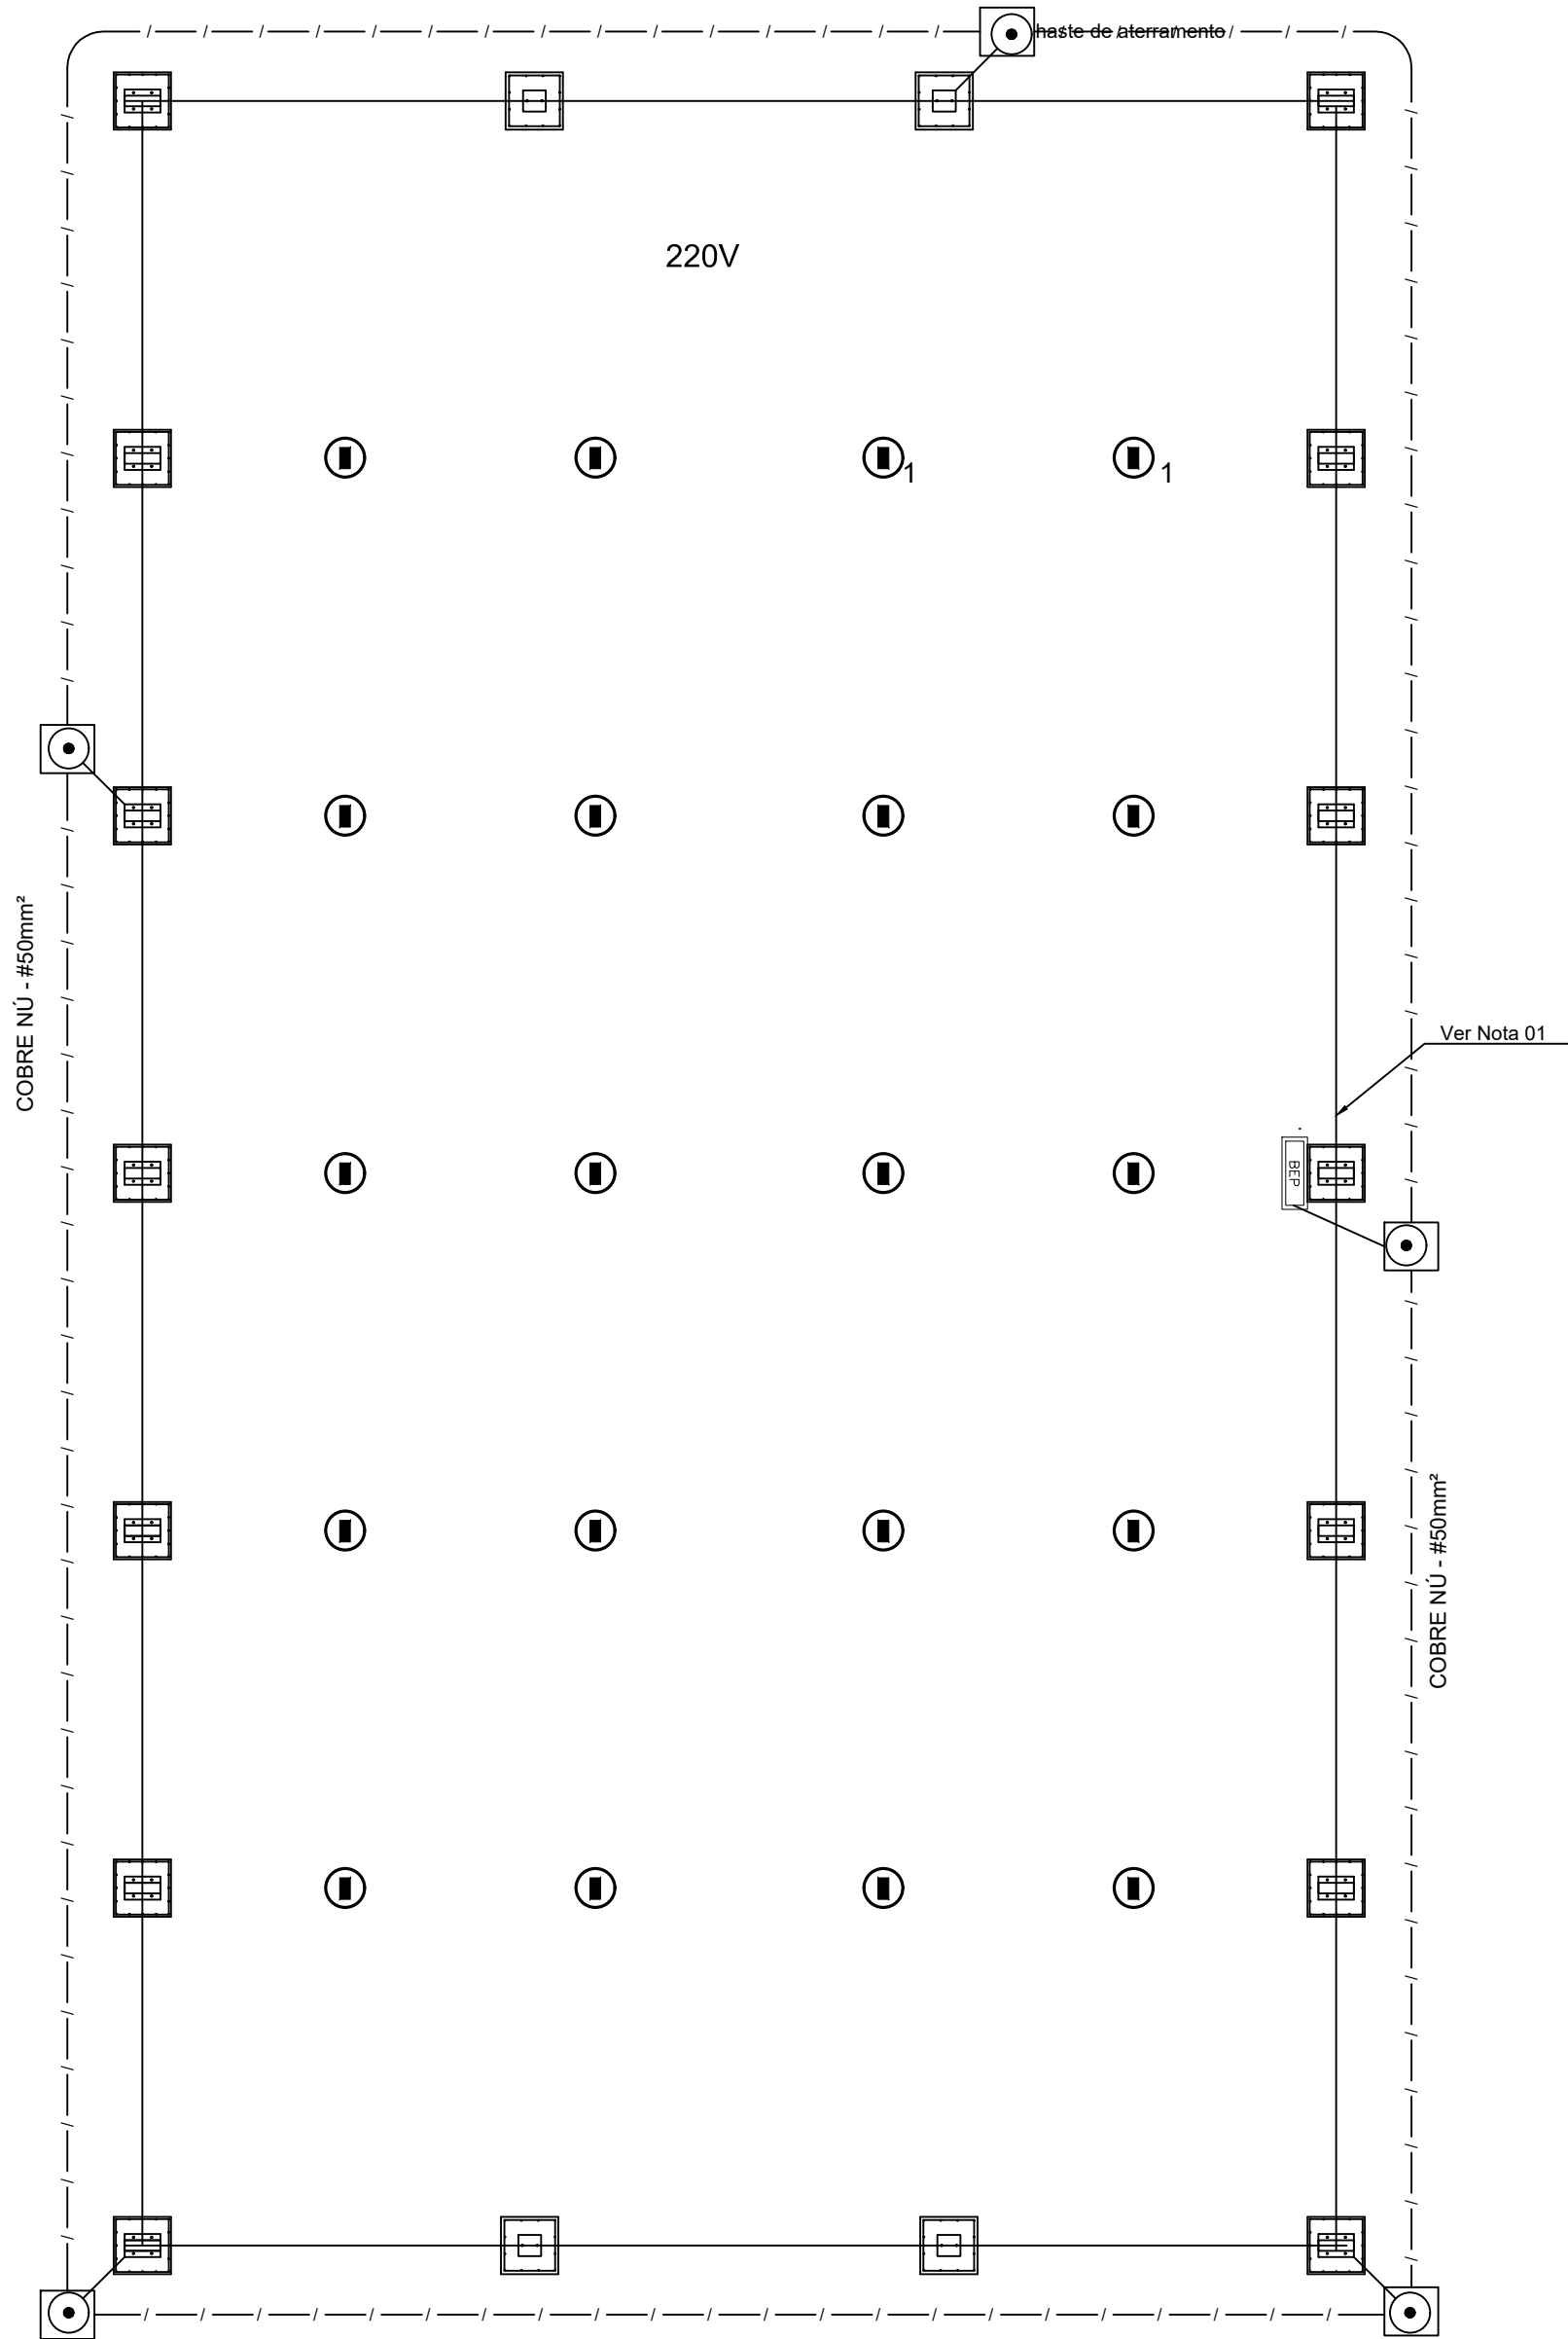 haste de aterramento
220V
1
1
COBRE NÚ - #50mm²
Ver Nota 01
BEP
COBRE NÚ - #50mm²